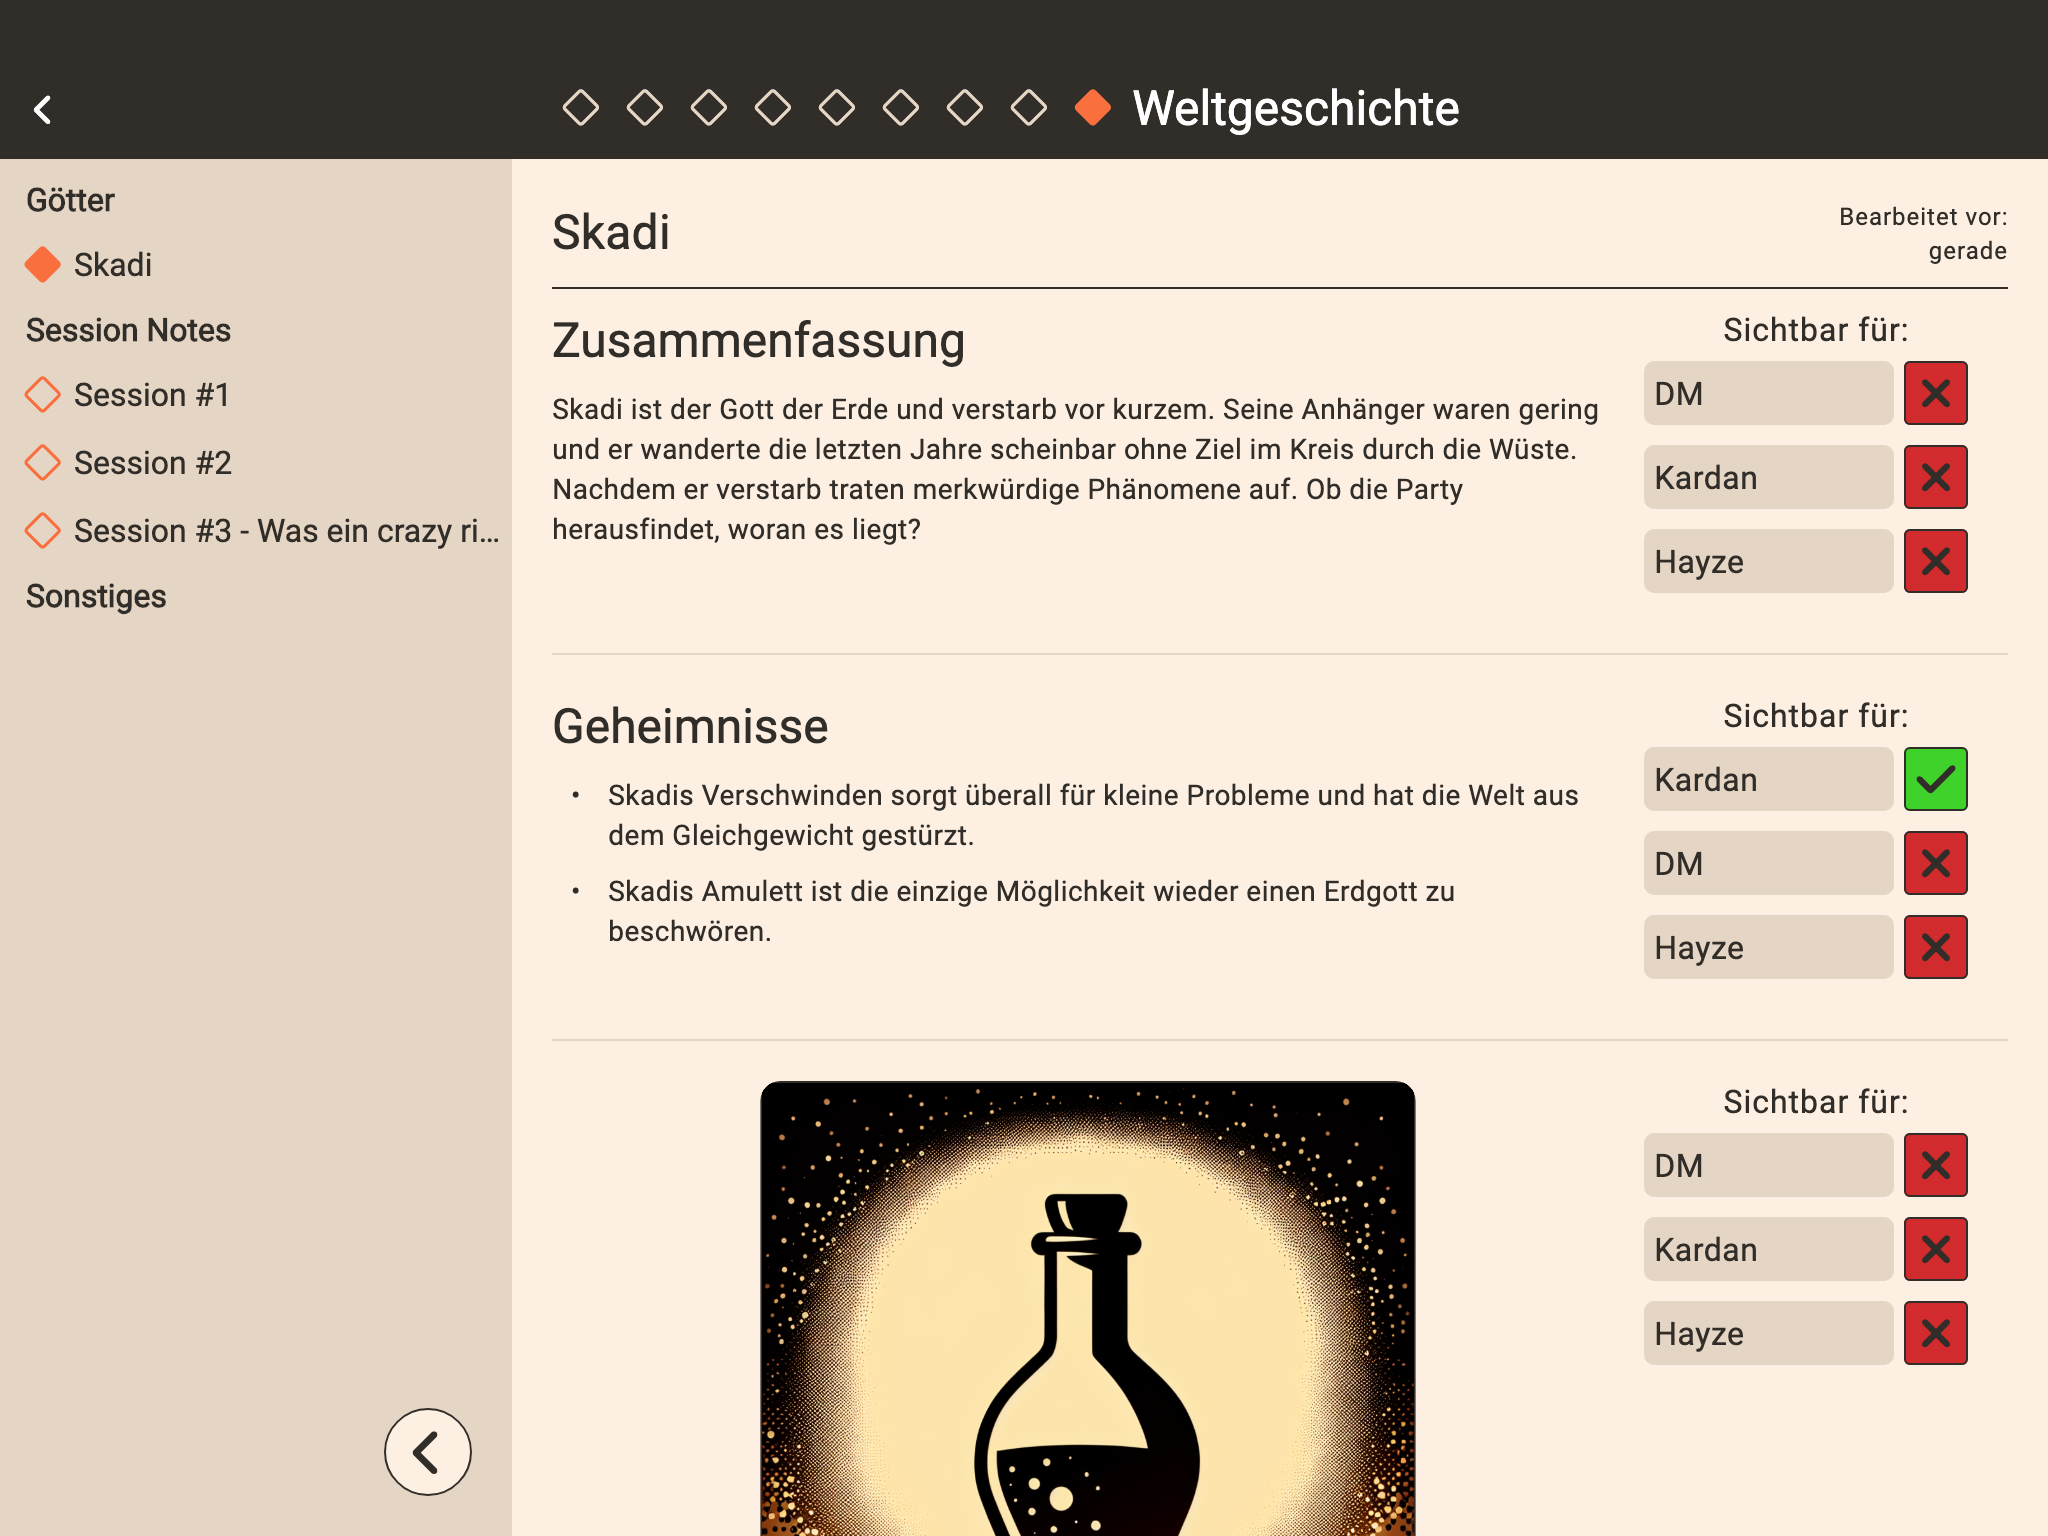 Weltgeschichte
Götter
Skadi
Session Notes
Session #1
Session #2
Session #3 - Was ein crazy ri...
Sonstiges
Skadi
Bearbeitet vor:
gerade
Zusammenfassung
Skadi ist der Gott der Erde und verstarb vor kurzem. Seine Anhänger waren gering
und er wanderte die letzten Jahre scheinbar ohne Ziel im Kreis durch die Wüste.
Nachdem er verstarb traten merkwürdige Phänomene auf. Ob die Party
herausfindet, woran es liegt?
Sichtbar für:
DM
Kardan
Hayze
Geheimnisse
• Skadis Verschwinden sorgt überall für kleine Probleme und hat die Welt aus
dem Gleichgewicht gestürzt.
• Skadis Amulett ist die einzige Möglichkeit wieder einen Erdgott zu
beschwören.
Sichtbar für:
Kardan
DM
Hayze
Sichtbar für:
DM
Kardan
Hayze